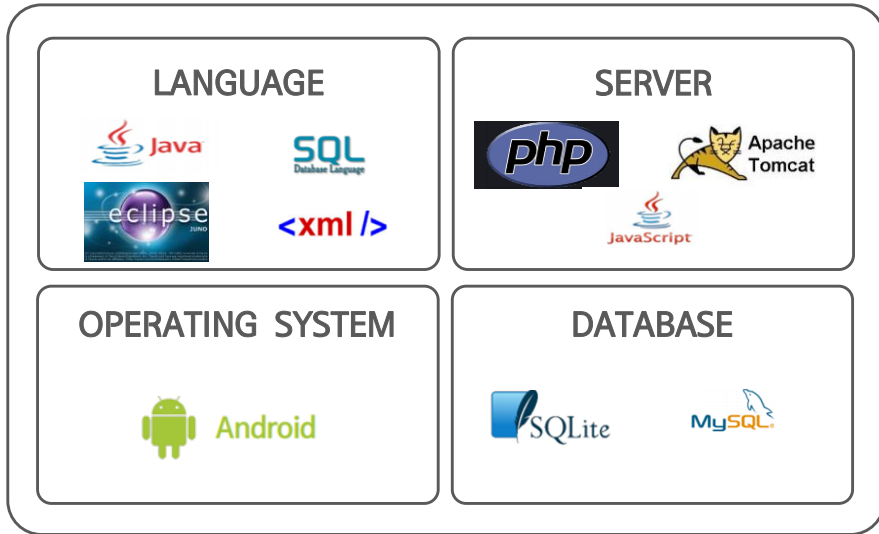 LANGUAGE
Java
SQL
Database Language
eclipse
JUNO
<xml />
SERVER
php
Apache
Tomcat
JavaScript
OPERATING SYSTEM
Android
DATABASE
SQLite
MySQL